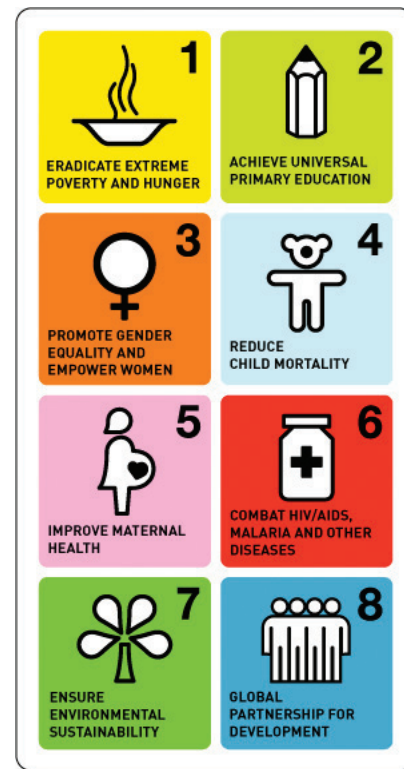 1
ERADICATE EXTREME
POVERTY AND HUNGER
2
ACHIEVE UNIVERSAL
PRIMARY EDUCATION
3
PROMOTE GENDER
EQUALITY AND
EMPOWER WOMEN
4
REDUCE
CHILD MORTALITY
5
IMPROVE MATERNAL
HEALTH
6
COMBAT HIV/AIDS,
MALARIA AND OTHER
DISEASES
7
ENSURE
ENVIRONMENTAL
SUSTAINABILITY
8
GLOBAL
PARTNERSHIP FOR
DEVELOPMENT